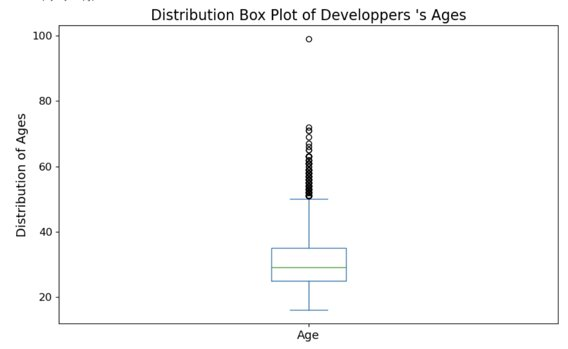 Distribution Box Plot of Developpers 's Ages
100
80
60
40
20
Distribution of Ages
Age